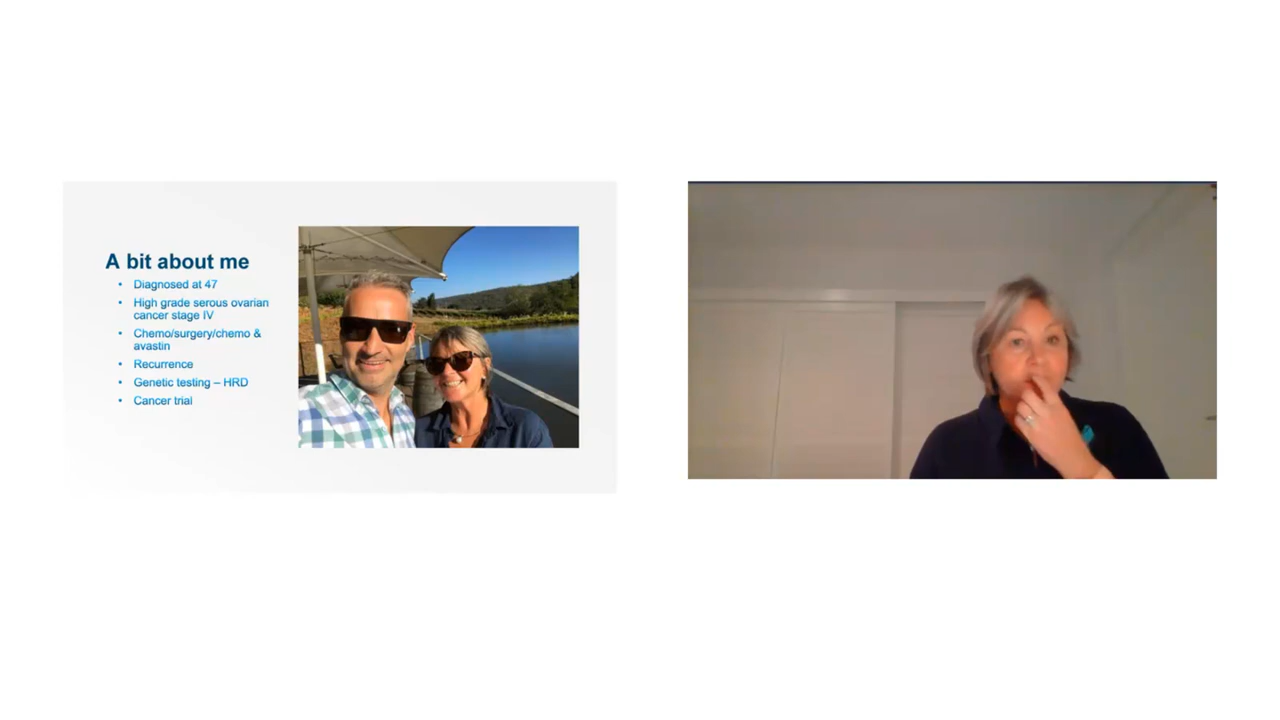 A bit about me
• Diagnosed at 47
• High grade serous ovarian
cancer stage IV
• Chemo/surgery/chemo &
avastin
• Recurrence
• Genetic testing – HRD
• Cancer trial